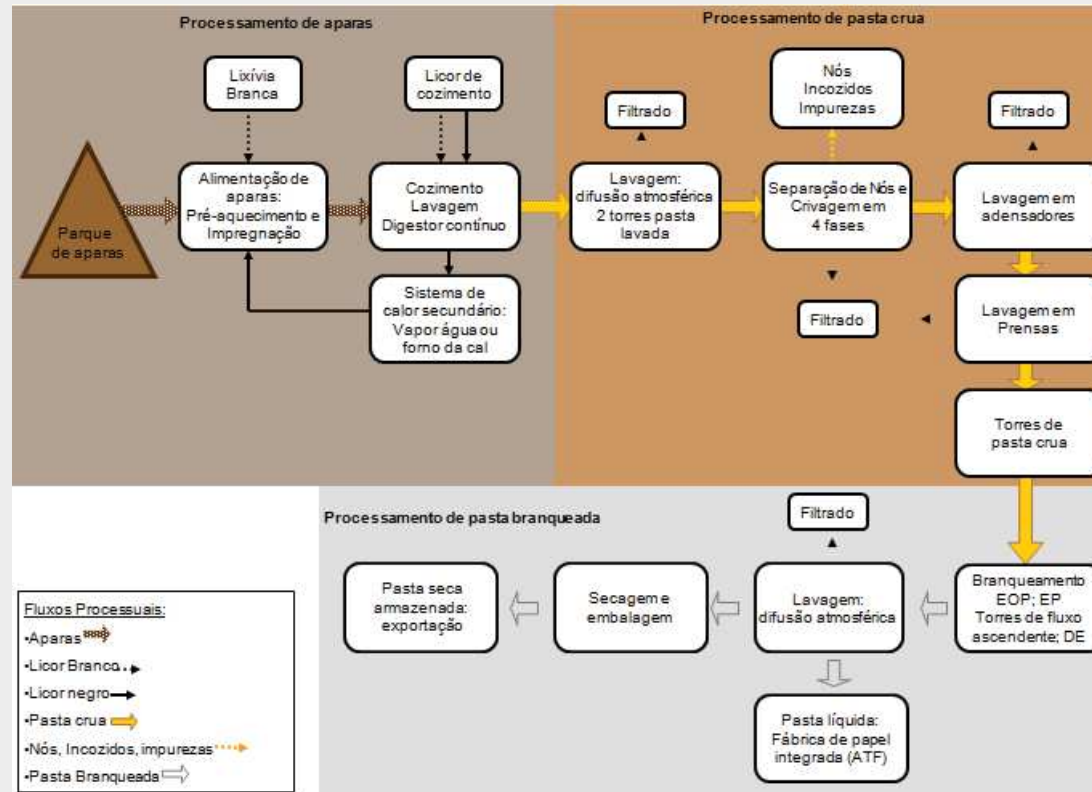 Processamento de aparas
Processamento de pasta crua
Lixívia
Branca
Licor de
cozimento
Filtrado
Nós
Incozidos
Impurezas
Filtrado
Parque
de aparas
Alimentação de
aparas:
Pré-aquecimento e
Impregnação
Cozimento
Lavagem
Digestor contínuo
Lavagem:
difusão atmosférica
2 torres pasta
lavada
Separação de Nós e
Crivagem em
4 fases
Lavagem em
adensadores
Sistema de
calor secundário:
Vapor água ou
forno da cal
Filtrado
Lavagem em
Prensas
Torres de
pasta crua
Processamento de pasta branqueada
Filtrado
Pasta seca
armazenada:
exportação
Secagem e
embalagem
Lavagem:
difusão atmosférica
Branqueamento
EOP; EP
Torres de fluxo
ascendente; DE
Pasta líquida:
Fábrica de papel
integrada (ATF)
Fluxos Processuais:
•Aparas
•Licor Branco
•Licor negro
•Pasta crua
•Nós, Incozidos, impurezas
•Pasta Branqueada